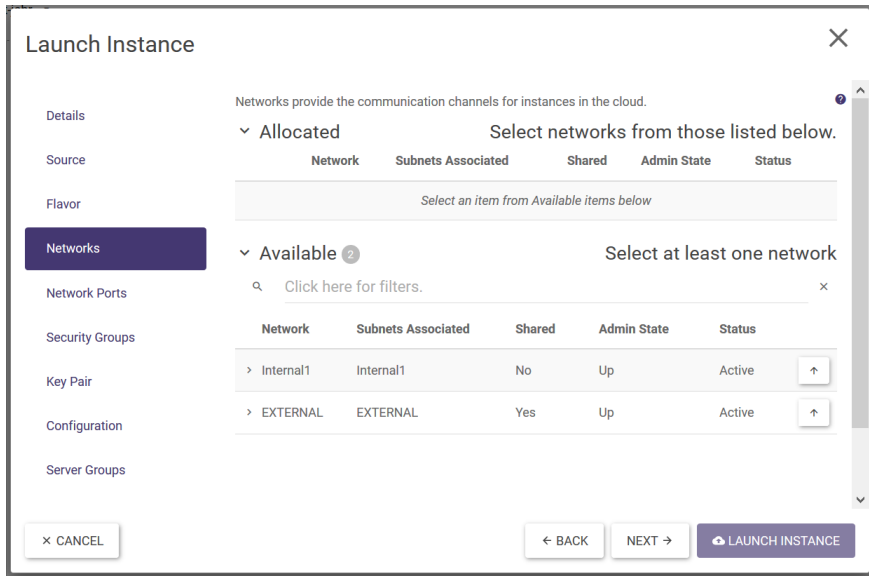 Launch Instance
Details
Source
Flavor
Networks
Network Ports
Security Groups
Key Pair
Configuration
Server Groups
Networks provide the communication channels for instances in the cloud.
Allocated Select networks from those listed below.
Network Subnets Associated Shared Admin State Status
Select an item from Available items below
Available 2 Select at least one network
Click here for filters.
Network Subnets Associated Shared Admin State Status
Internal1 Internal1 No Up Active
EXTERNAL EXTERNAL Yes Up Active
× CANCEL
← BACK
NEXT →
LAUNCH INSTANCE